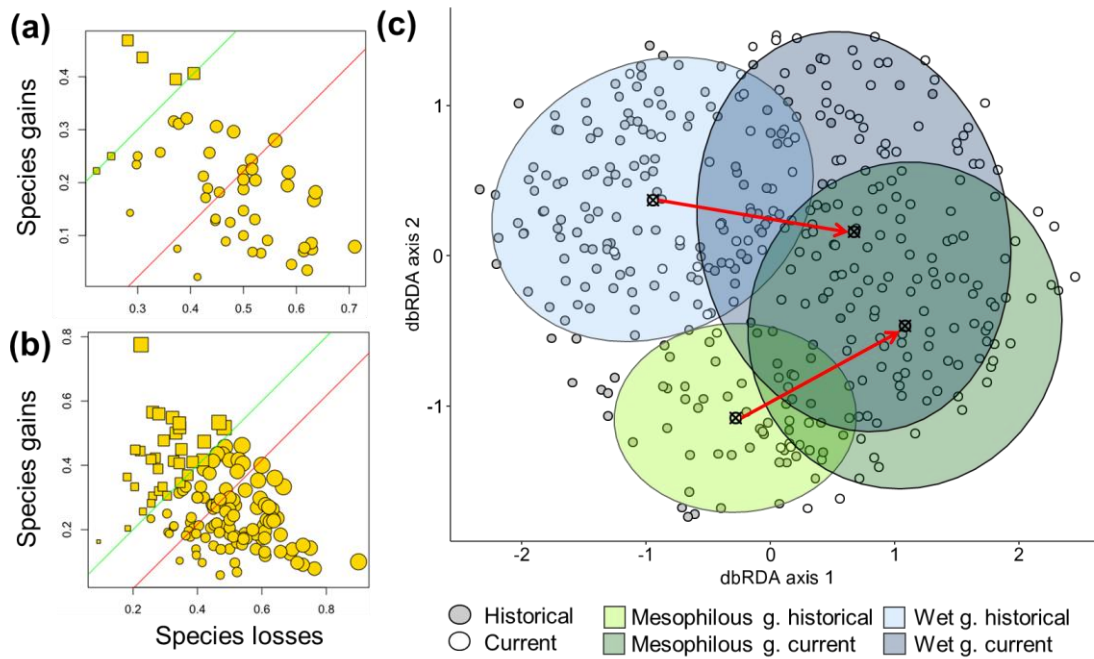 (a)
Species gains
0.4
0.3
0.2
0.1
0.3 0.4 0.5 0.6 0.7
(b)
Species gains
0.8
0.6
0.4
0.2
0.2 0.4 0.6 0.8
Species losses
(c)
dbRDA axis 2
1
0
-1
-2 -1 0 1 2
dbRDA axis 1
Historical
Current
Mesophilous g. historical
Mesophilous g. current
Wet g. historical
Wet g. current